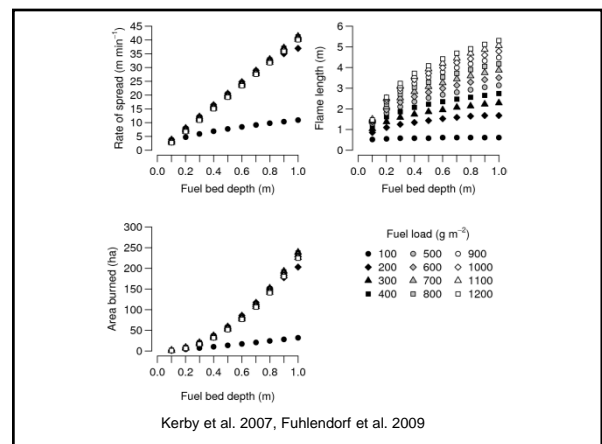 Rate of spread (m min⁻¹)
45
40
35
30
25
20
15
10
5
0
0.0 0.2 0.4 0.6 0.8 1.0
Fuel bed depth (m)
Flame length (m)
6
5
4
3
2
1
0
0.0 0.2 0.4 0.6 0.8 1.0
Fuel bed depth (m)
Area burned (ha)
300
250
200
150
100
50
0
0.0 0.2 0.4 0.6 0.8 1.0
Fuel bed depth (m)
Fuel load (g m⁻²)
100 500 900
200 600 1000
300 700 1100
400 800 1200
Kerby et al. 2007, Fuhlendorf et al. 2009